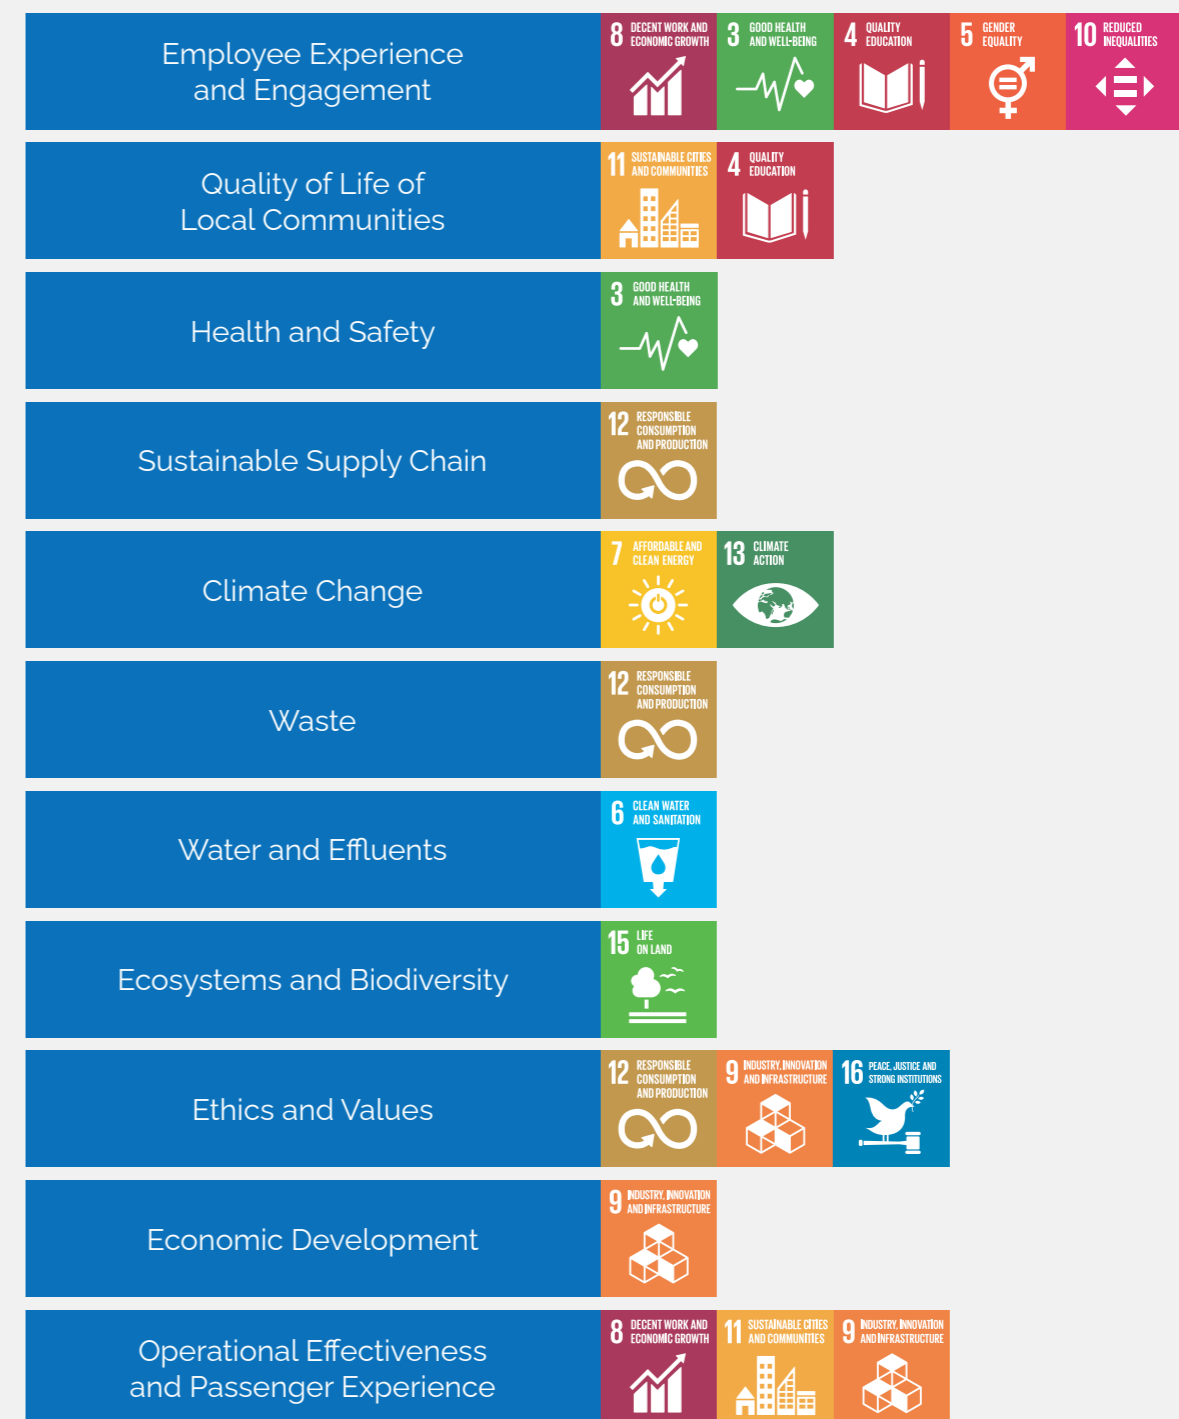 Employee Experience
and Engagement
8 DECENT WORK AND
ECONOMIC GROWTH
3 GOOD HEALTH
AND WELL-BEING
4 QUALITY
EDUCATION
5 GENDER
EQUALITY
10 REDUCED
INEQUALITIES
Quality of Life of
Local Communities
11 SUSTAINABLE CITIES
AND COMMUNITIES
4 QUALITY
EDUCATION
Health and Safety
3 GOOD HEALTH
AND WELL-BEING
Sustainable Supply Chain
12 RESPONSIBLE
CONSUMPTION
AND PRODUCTION
Climate Change
7 AFFORDABLE AND
CLEAN ENERGY
13 CLIMATE
ACTION
Waste
12 RESPONSIBLE
CONSUMPTION
AND PRODUCTION
Water and Effluents
6 CLEAN WATER
AND SANITATION
Ecosystems and Biodiversity
15 LIFE
ON LAND
Ethics and Values
12 RESPONSIBLE
CONSUMPTION
AND PRODUCTION
9 INDUSTRY, INNOVATION
AND INFRASTRUCTURE
16 PEACE, JUSTICE AND
STRONG INSTITUTIONS
Economic Development
9 INDUSTRY, INNOVATION
AND INFRASTRUCTURE
Operational Effectiveness
and Passenger Experience
8 DECENT WORK AND
ECONOMIC GROWTH
11 SUSTAINABLE CITIES
AND COMMUNITIES
9 INDUSTRY, INNOVATION
AND INFRASTRUCTURE